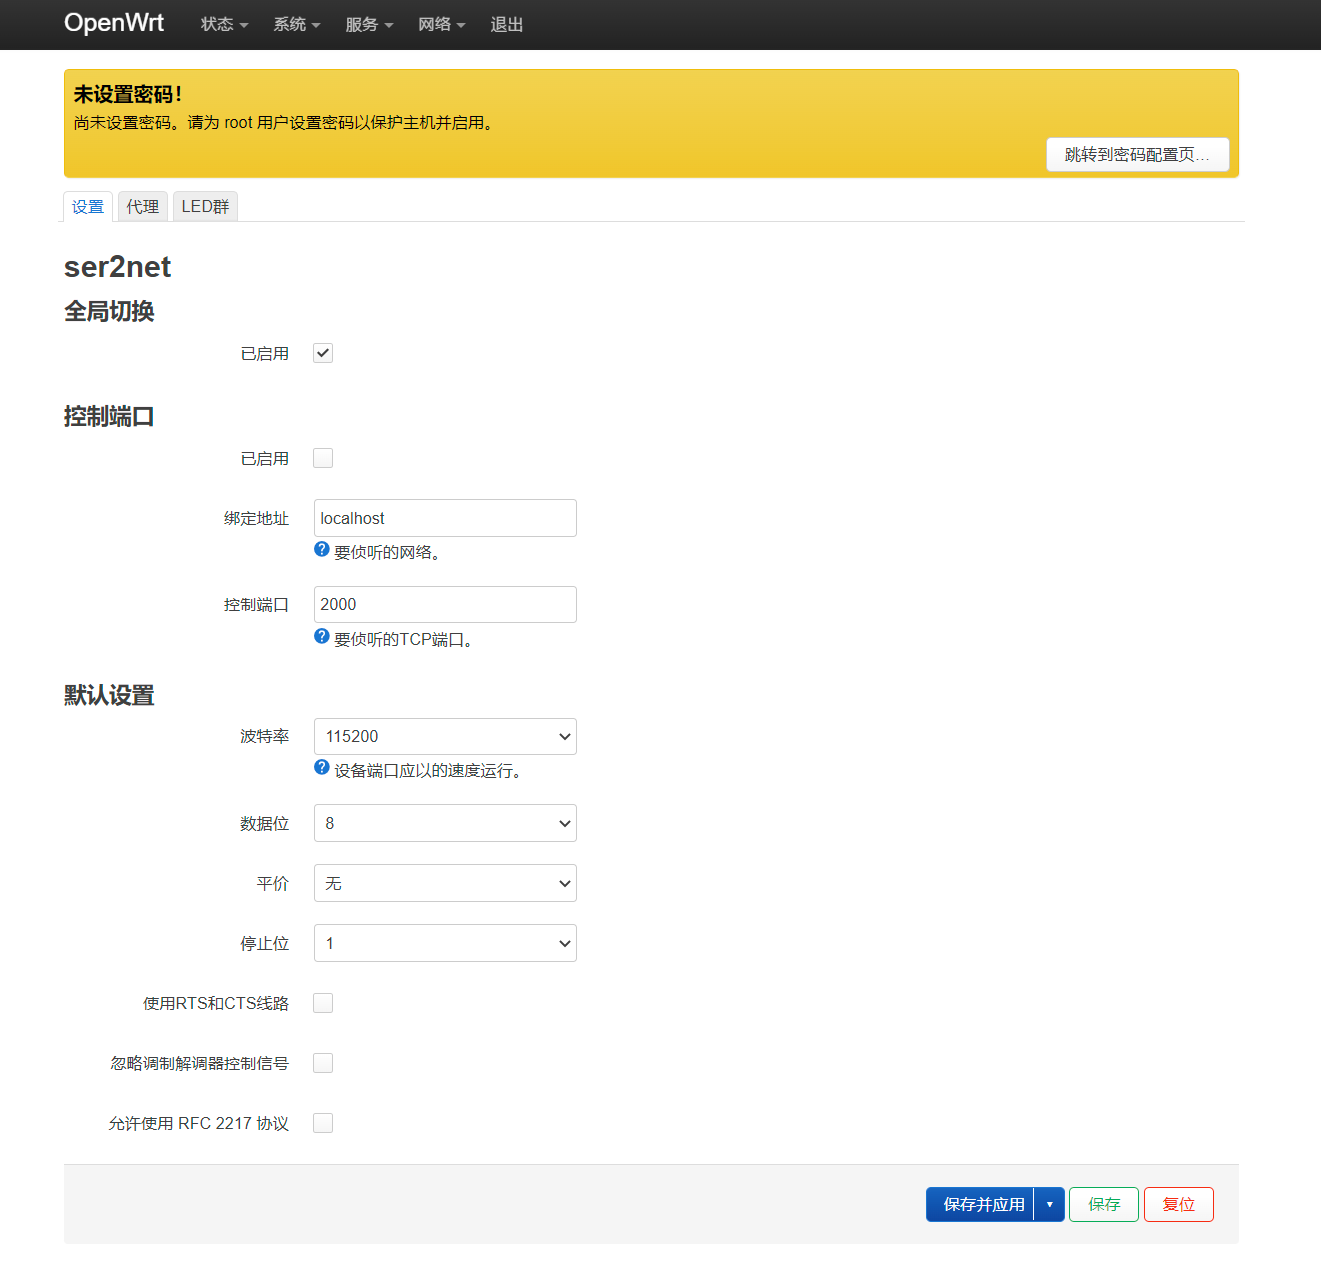 OpenWrt 状态 系统 服务 网络 退出
未设置密码！
尚未设置密码。请为 root 用户设置密码以保护主机并启用。
跳转到密码配置页...
设置 代理 LED群
ser2net
全局切换
已启用
控制端口
已启用
绑定地址 localhost
要侦听的网络。
控制端口 2000
要侦听的TCP端口。
默认设置
波特率 115200
设备端口应以的速度运行。
数据位 8
平价 无
停止位 1
使用RTS和CTS线路
忽略调制解调器控制信号
允许使用 RFC 2217 协议
保存并应用 保存 复位